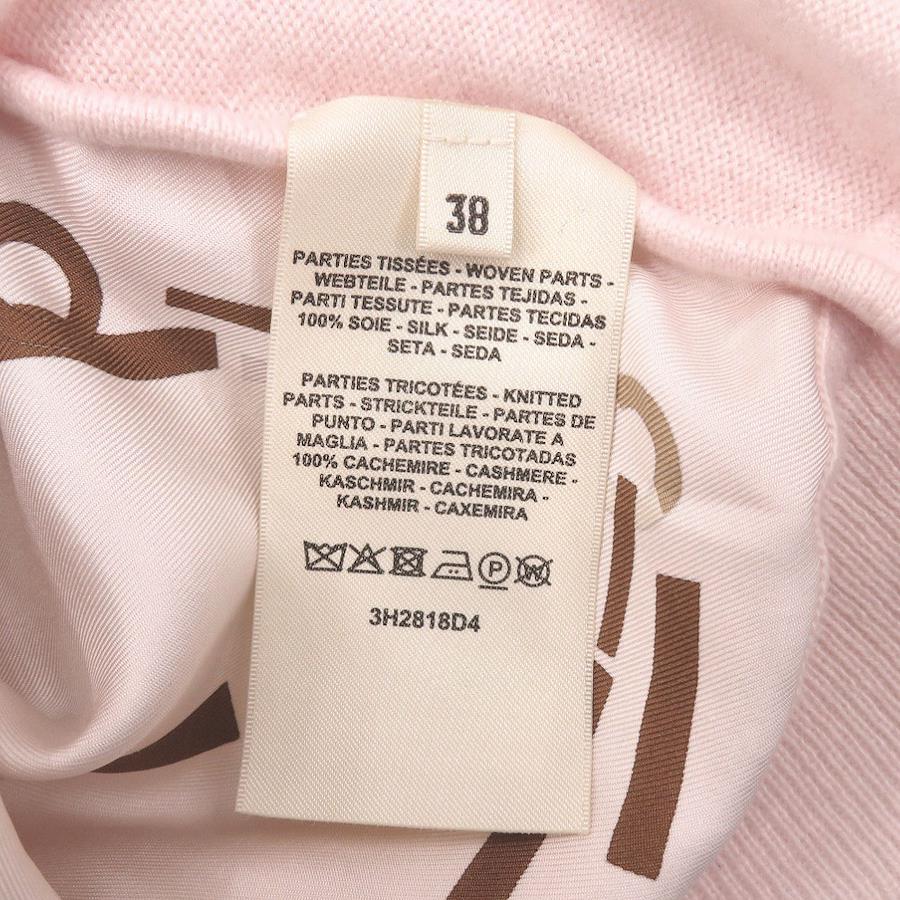 38
PARTIES TISSÉES - WOVEN PARTS -
WEBTEILE - PARTES TEJIDAS -
PARTI TESSUTE - PARTES TECIDAS
100% SOIE - SILK - SEIDE - SEDA -
SETA - SEDA
PARTIES TRICOTÉES - KNITTED
PARTS - STRICKTEILE - PARTES DE
PUNTO - PARTI LAVORATE A
MAGLIA - PARTES TRICOTADAS
100% CACHEMIRE - CASHMERE -
KASCHMIR - CACHEMIRA -
KASHMIR - CAXEMIRA
P W
3H2818D4